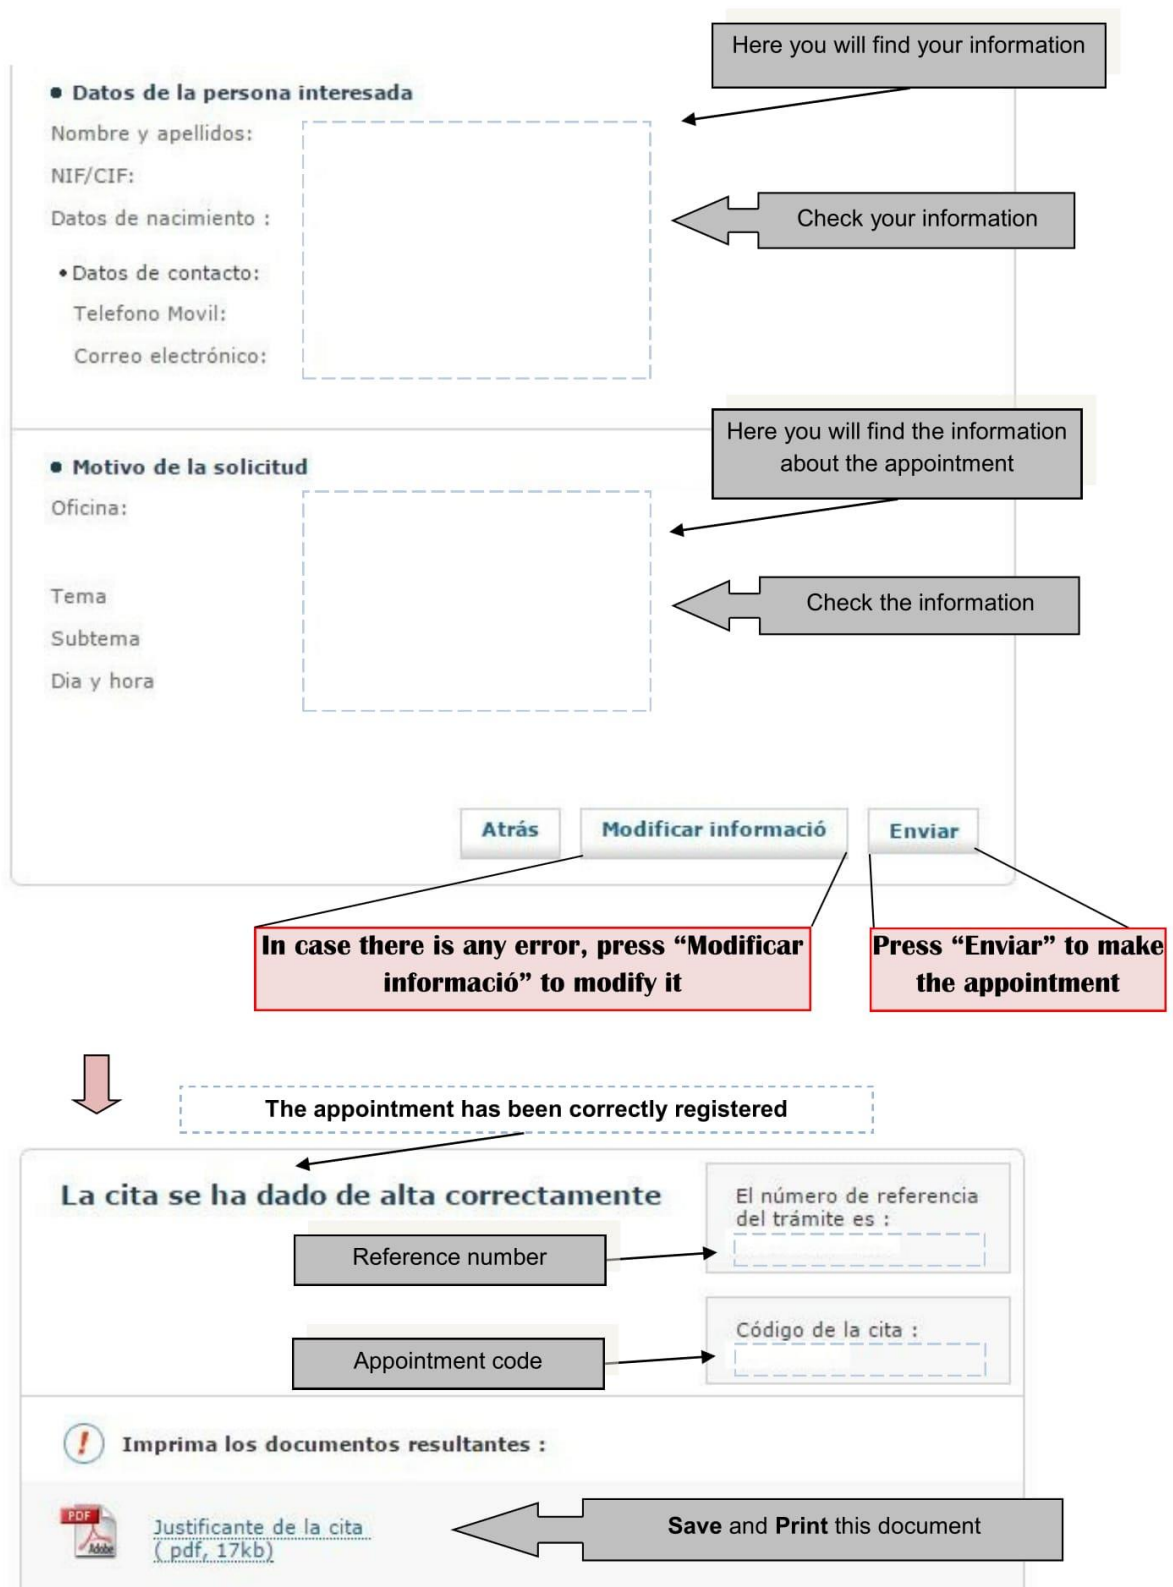 Here you will find your information
• Datos de la persona interesada
Nombre y apellidos:
NIF/CIF:
Datos de nacimiento :
Check your information
• Datos de contacto:
Telefono Movil:
Correo electrónico:
Here you will find the information
about the appointment
• Motivo de la solicitud
Oficina:
Tema
Check the information
Subtema
Dia y hora
Atrás
Modificar informació
Enviar
In case there is any error, press “Modificar
informació” to modify it
Press “Enviar” to make
the appointment
The appointment has been correctly registered
La cita se ha dado de alta correctamente
El número de referencia
del trámite es :
Reference number
Código de la cita :
Appointment code
! Imprima los documentos resultantes :
PDF
Adobe
Justificante de la cita
( pdf, 17kb)
Save and Print this document